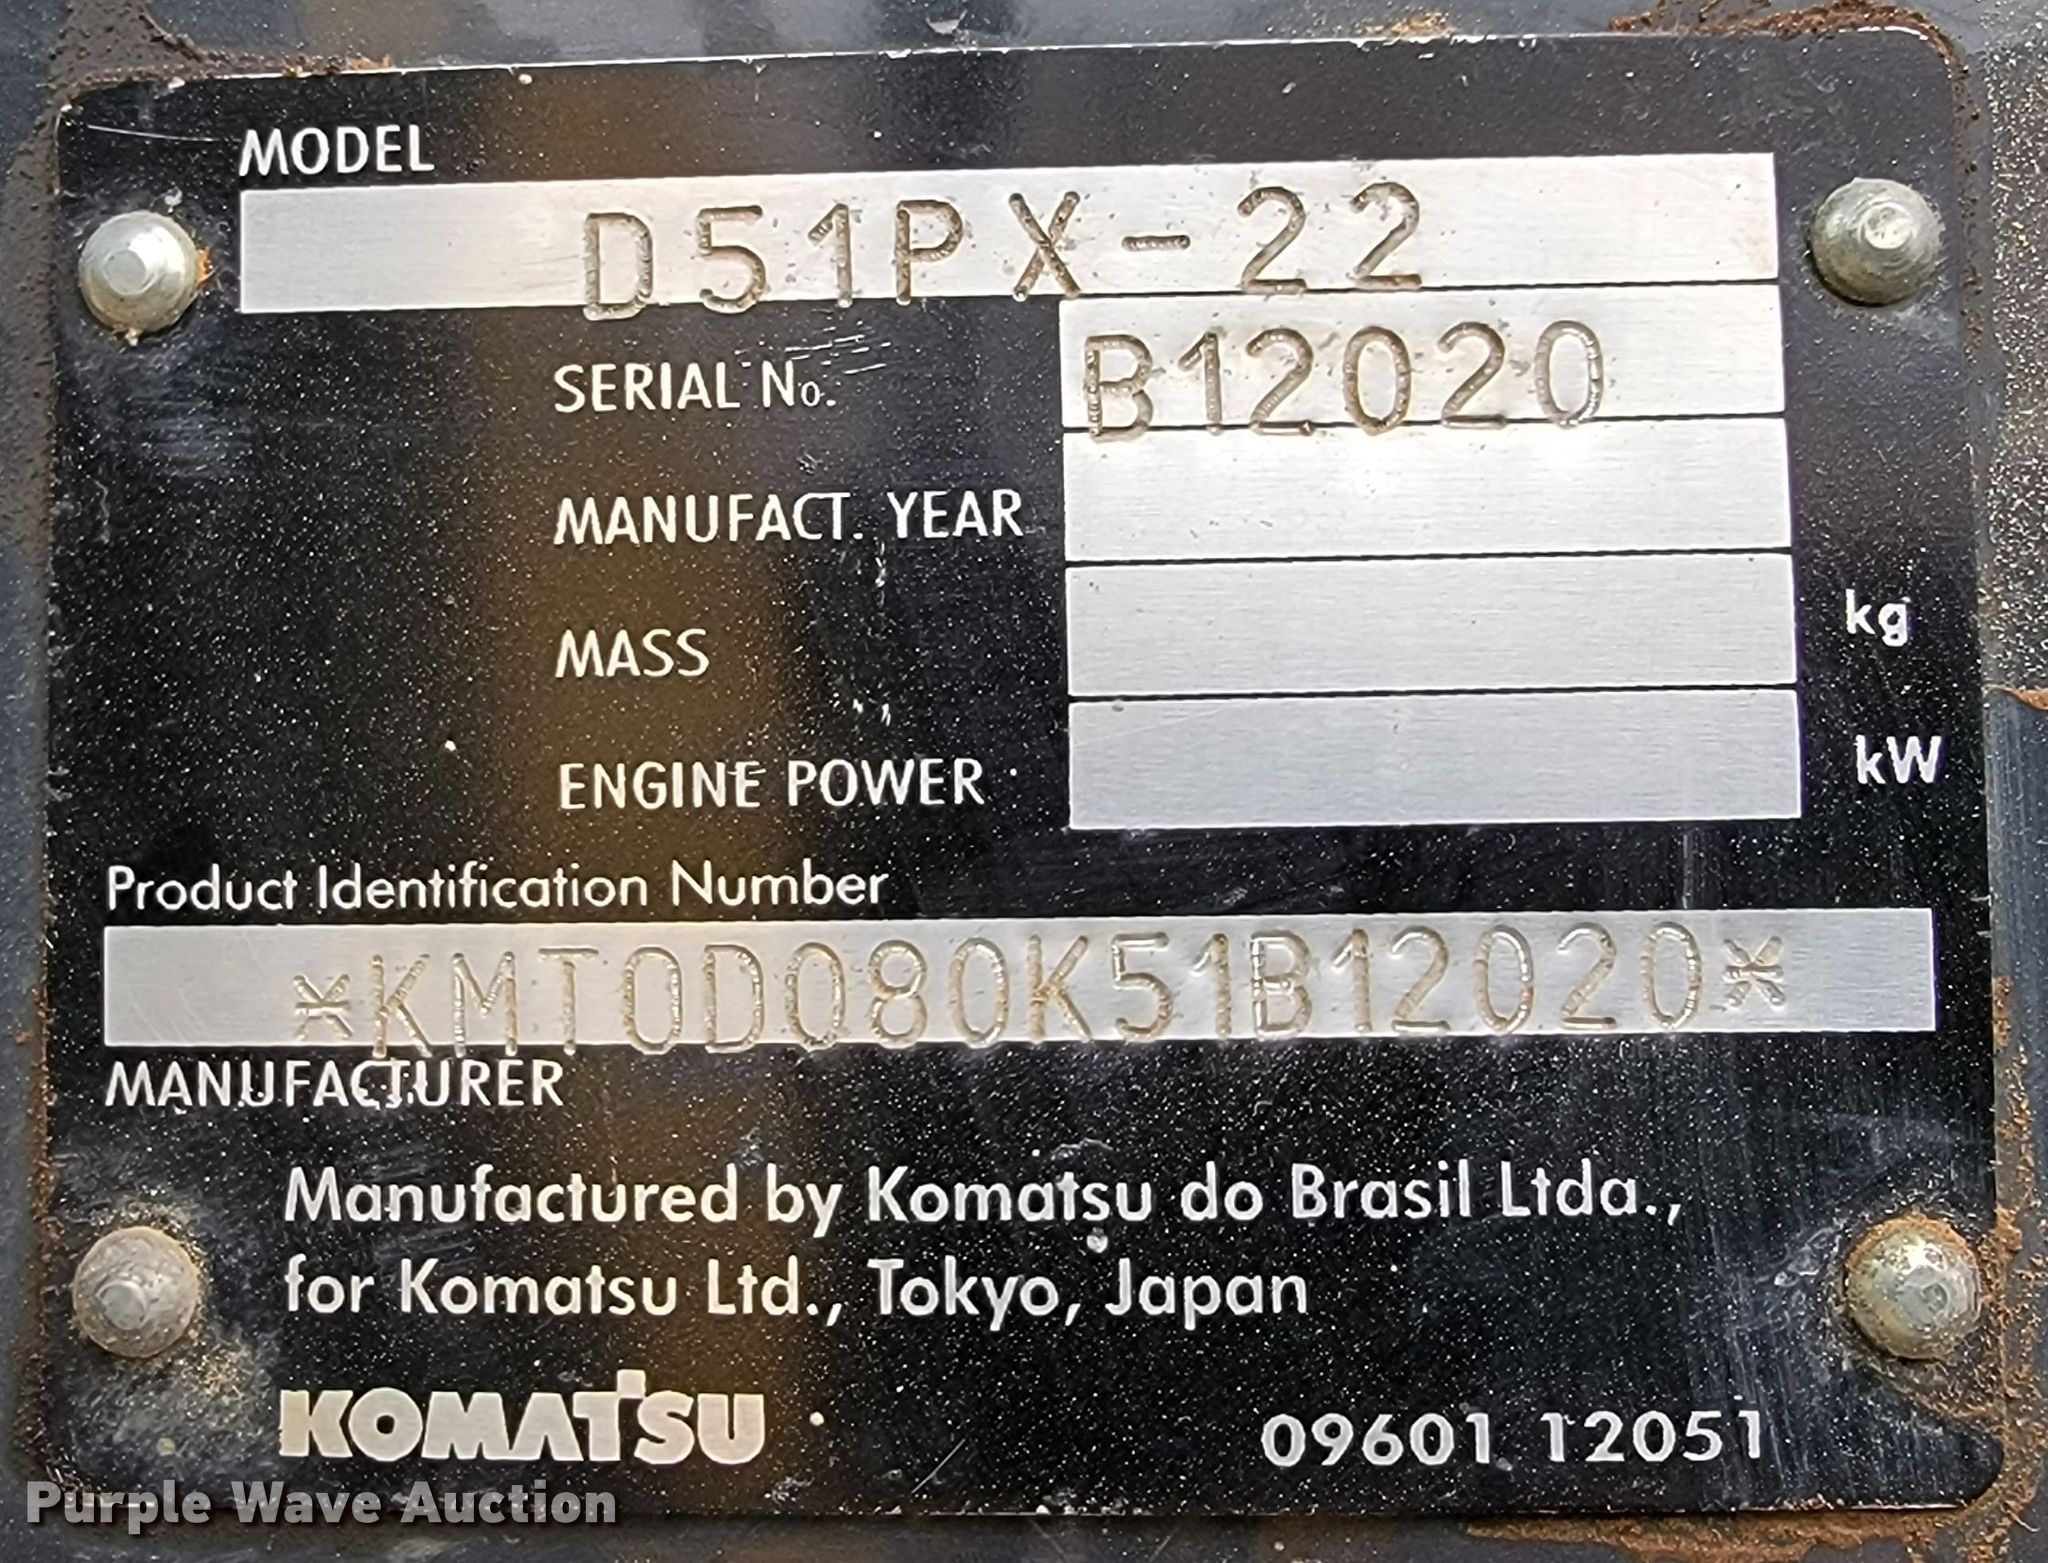 MODEL
D51PX-22
SERIAL No. B12020
MANUFACT. YEAR
MASS kg
ENGINE POWER kW
Product Identification Number
*KMT0D080K51B12020*
MANUFACTURER
Manufactured by Komatsu do Brasil Ltda.,
for Komatsu Ltd., Tokyo, Japan
KOMATSU
09601 12051
Purple Wave Auction